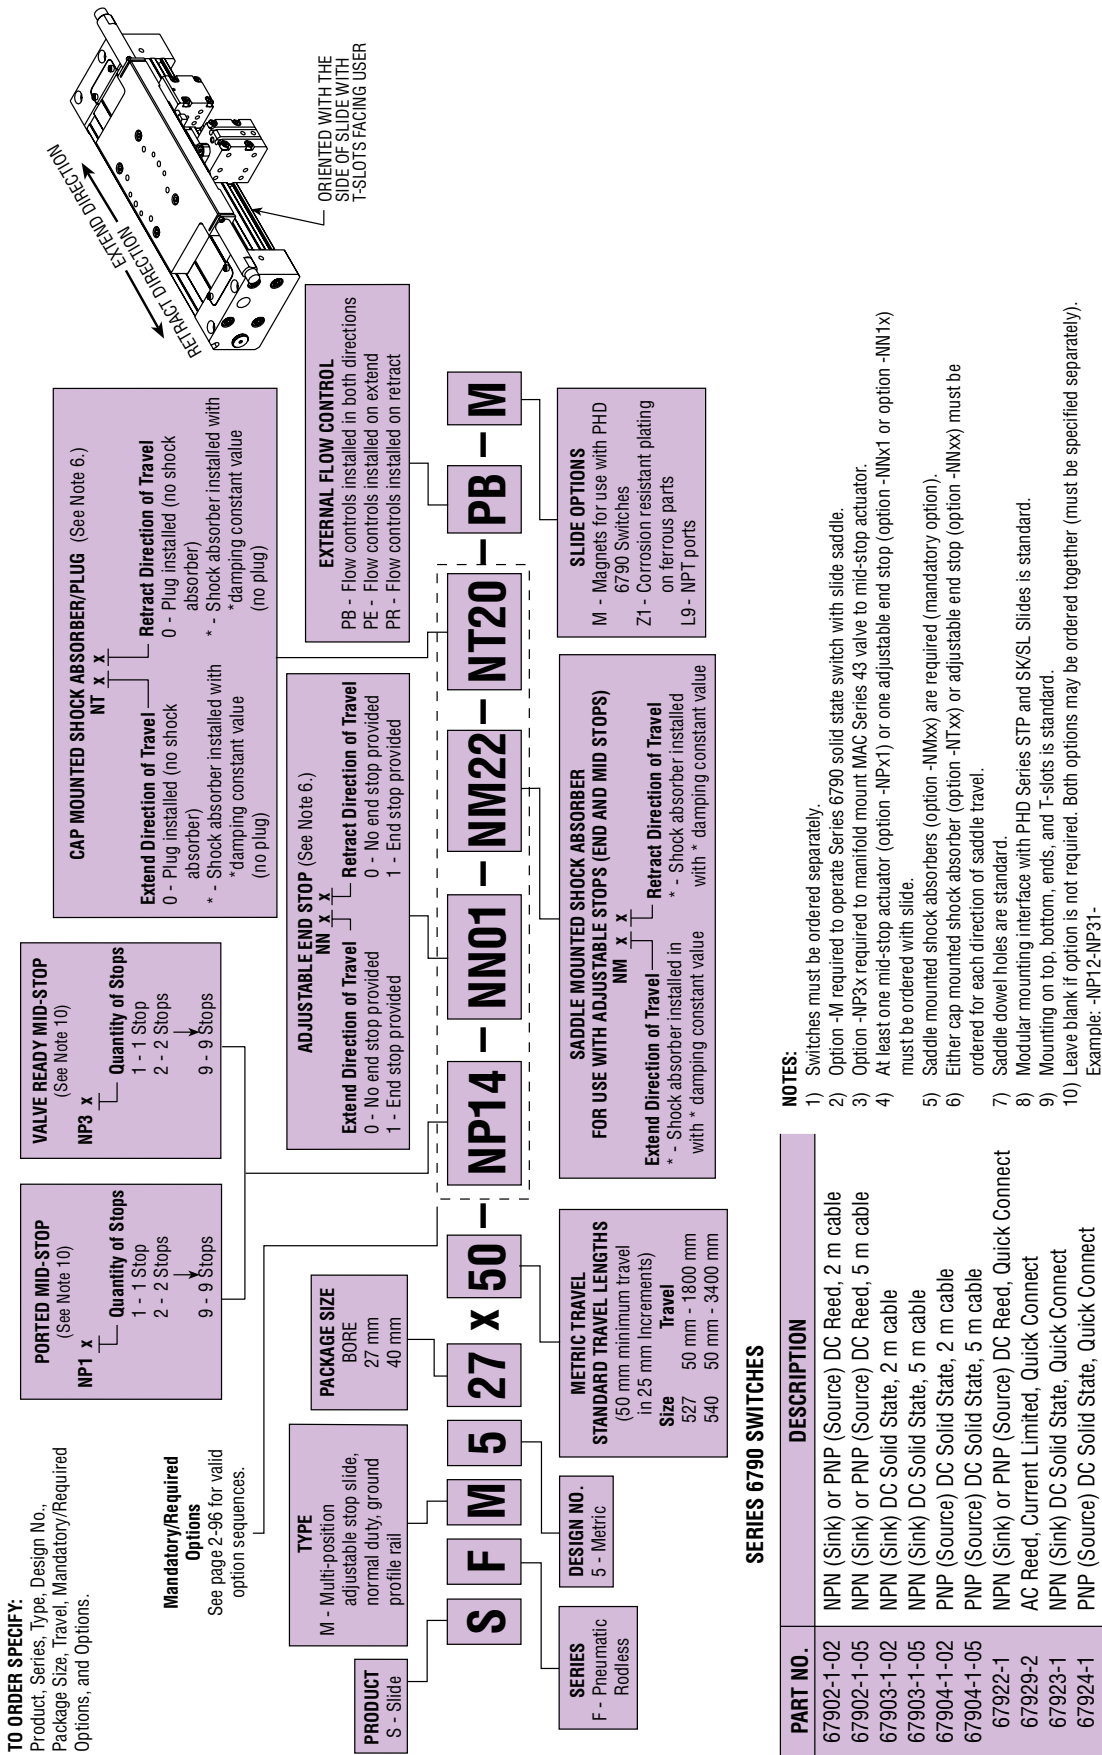 TO ORDER SPECIFY:
Product, Series, Type, Design No.,
Package Size, Travel, Mandatory/Required
Options, and Options.
Mandatory/Required
Options
See page 2-96 for valid
option sequences.
PORTED MID-STOP
(See Note 10)
NP1 x
Quantity of Stops
1 - 1 Stop
2 - 2 Stops
9 - 9 Stops
VALVE READY MID-STOP
(See Note 10)
NP3 x
Quantity of Stops
1 - 1 Stop
2 - 2 Stops
9 - 9 Stops
CAP MOUNTED SHOCK ABSORBER/PLUG (See Note 6.)
NT x x
Extend Direction of Travel
0 - Plug installed (no shock
absorber)
* - Shock absorber installed with
*damping constant value
(no plug)
Retract Direction of Travel
0 - Plug installed (no shock
absorber)
* - Shock absorber installed with
*damping constant value
(no plug)
EXTEND DIRECTION
RETRACT DIRECTION
ORIENTED WITH THE
SIDE OF SLIDE WITH
T-SLOTS FACING USER
PRODUCT
S - Slide
TYPE
M - Multi-position
adjustable stop slide,
normal duty, ground
profile rail
PACKAGE SIZE
BORE
27 mm
40 mm
ADJUSTABLE END STOP (See Note 6.)
NN x x
Extend Direction of Travel
0 - No end stop provided
1 - End stop provided
Retract Direction of Travel
0 - No end stop provided
1 - End stop provided
EXTERNAL FLOW CONTROL
PB - Flow controls installed in both directions
PE - Flow controls installed on extend
PR - Flow controls installed on retract
S F M 5 27 x 50 – NP14 – NN01 – NM22 – NT20 – PB – M
SERIES
F - Pneumatic
Rodless
DESIGN NO.
5 - Metric
METRIC TRAVEL
STANDARD TRAVEL LENGTHS
(50 mm minimum travel
in 25 mm Increments)
Size Travel
527 50 mm - 1800 mm
540 50 mm - 3400 mm
SADDLE MOUNTED SHOCK ABSORBER
FOR USE WITH ADJUSTABLE STOPS (END AND MID STOPS)
NM x x
Extend Direction of Travel
* - Shock absorber installed in
with * damping constant value
Retract Direction of Travel
* - Shock absorber installed
with * damping constant value
SLIDE OPTIONS
M - Magnets for use with PHD
6790 Switches
Z1 - Corrosion resistant plating
on ferrous parts
L9 - NPT ports
SERIES 6790 SWITCHES
PART NO. DESCRIPTION
67902-1-02 NPN (Sink) or PNP (Source) DC Reed, 2 m cable
67902-1-05 NPN (Sink) or PNP (Source) DC Reed, 5 m cable
67903-1-02 NPN (Sink) DC Solid State, 2 m cable
67903-1-05 NPN (Sink) DC Solid State, 5 m cable
67904-1-02 PNP (Source) DC Solid State, 2 m cable
67904-1-05 PNP (Source) DC Solid State, 5 m cable
67922-1 NPN (Sink) or PNP (Source) DC Reed, Quick Connect
67929-2 AC Reed, Current Limited, Quick Connect
67923-1 NPN (Sink) DC Solid State, Quick Connect
67924-1 PNP (Source) DC Solid State, Quick Connect
NOTES:
1) Switches must be ordered separately.
2) Option -M required to operate Series 6790 solid state switch with slide saddle.
3) Option -NP3x required to manifold mount MAC Series 43 valve to mid-stop actuator.
4) At least one mid-stop actuator (option -NPx1) or one adjustable end stop (option -NNx1 or option -NN1x)
must be ordered with slide.
5) Saddle mounted shock absorbers (option -NMxx) are required (mandatory option).
6) Either cap mounted shock absorber (option -NTxx) or adjustable end stop (option -NNxx) must be
ordered for each direction of saddle travel.
7) Saddle dowel holes are standard.
8) Modular mounting interface with PHD Series STP and SK/SL Slides is standard.
9) Mounting on top, bottom, ends, and T-slots is standard.
10) Leave blank if option is not required. Both options may be ordered together (must be specified separately).
Example: -NP12-NP31-